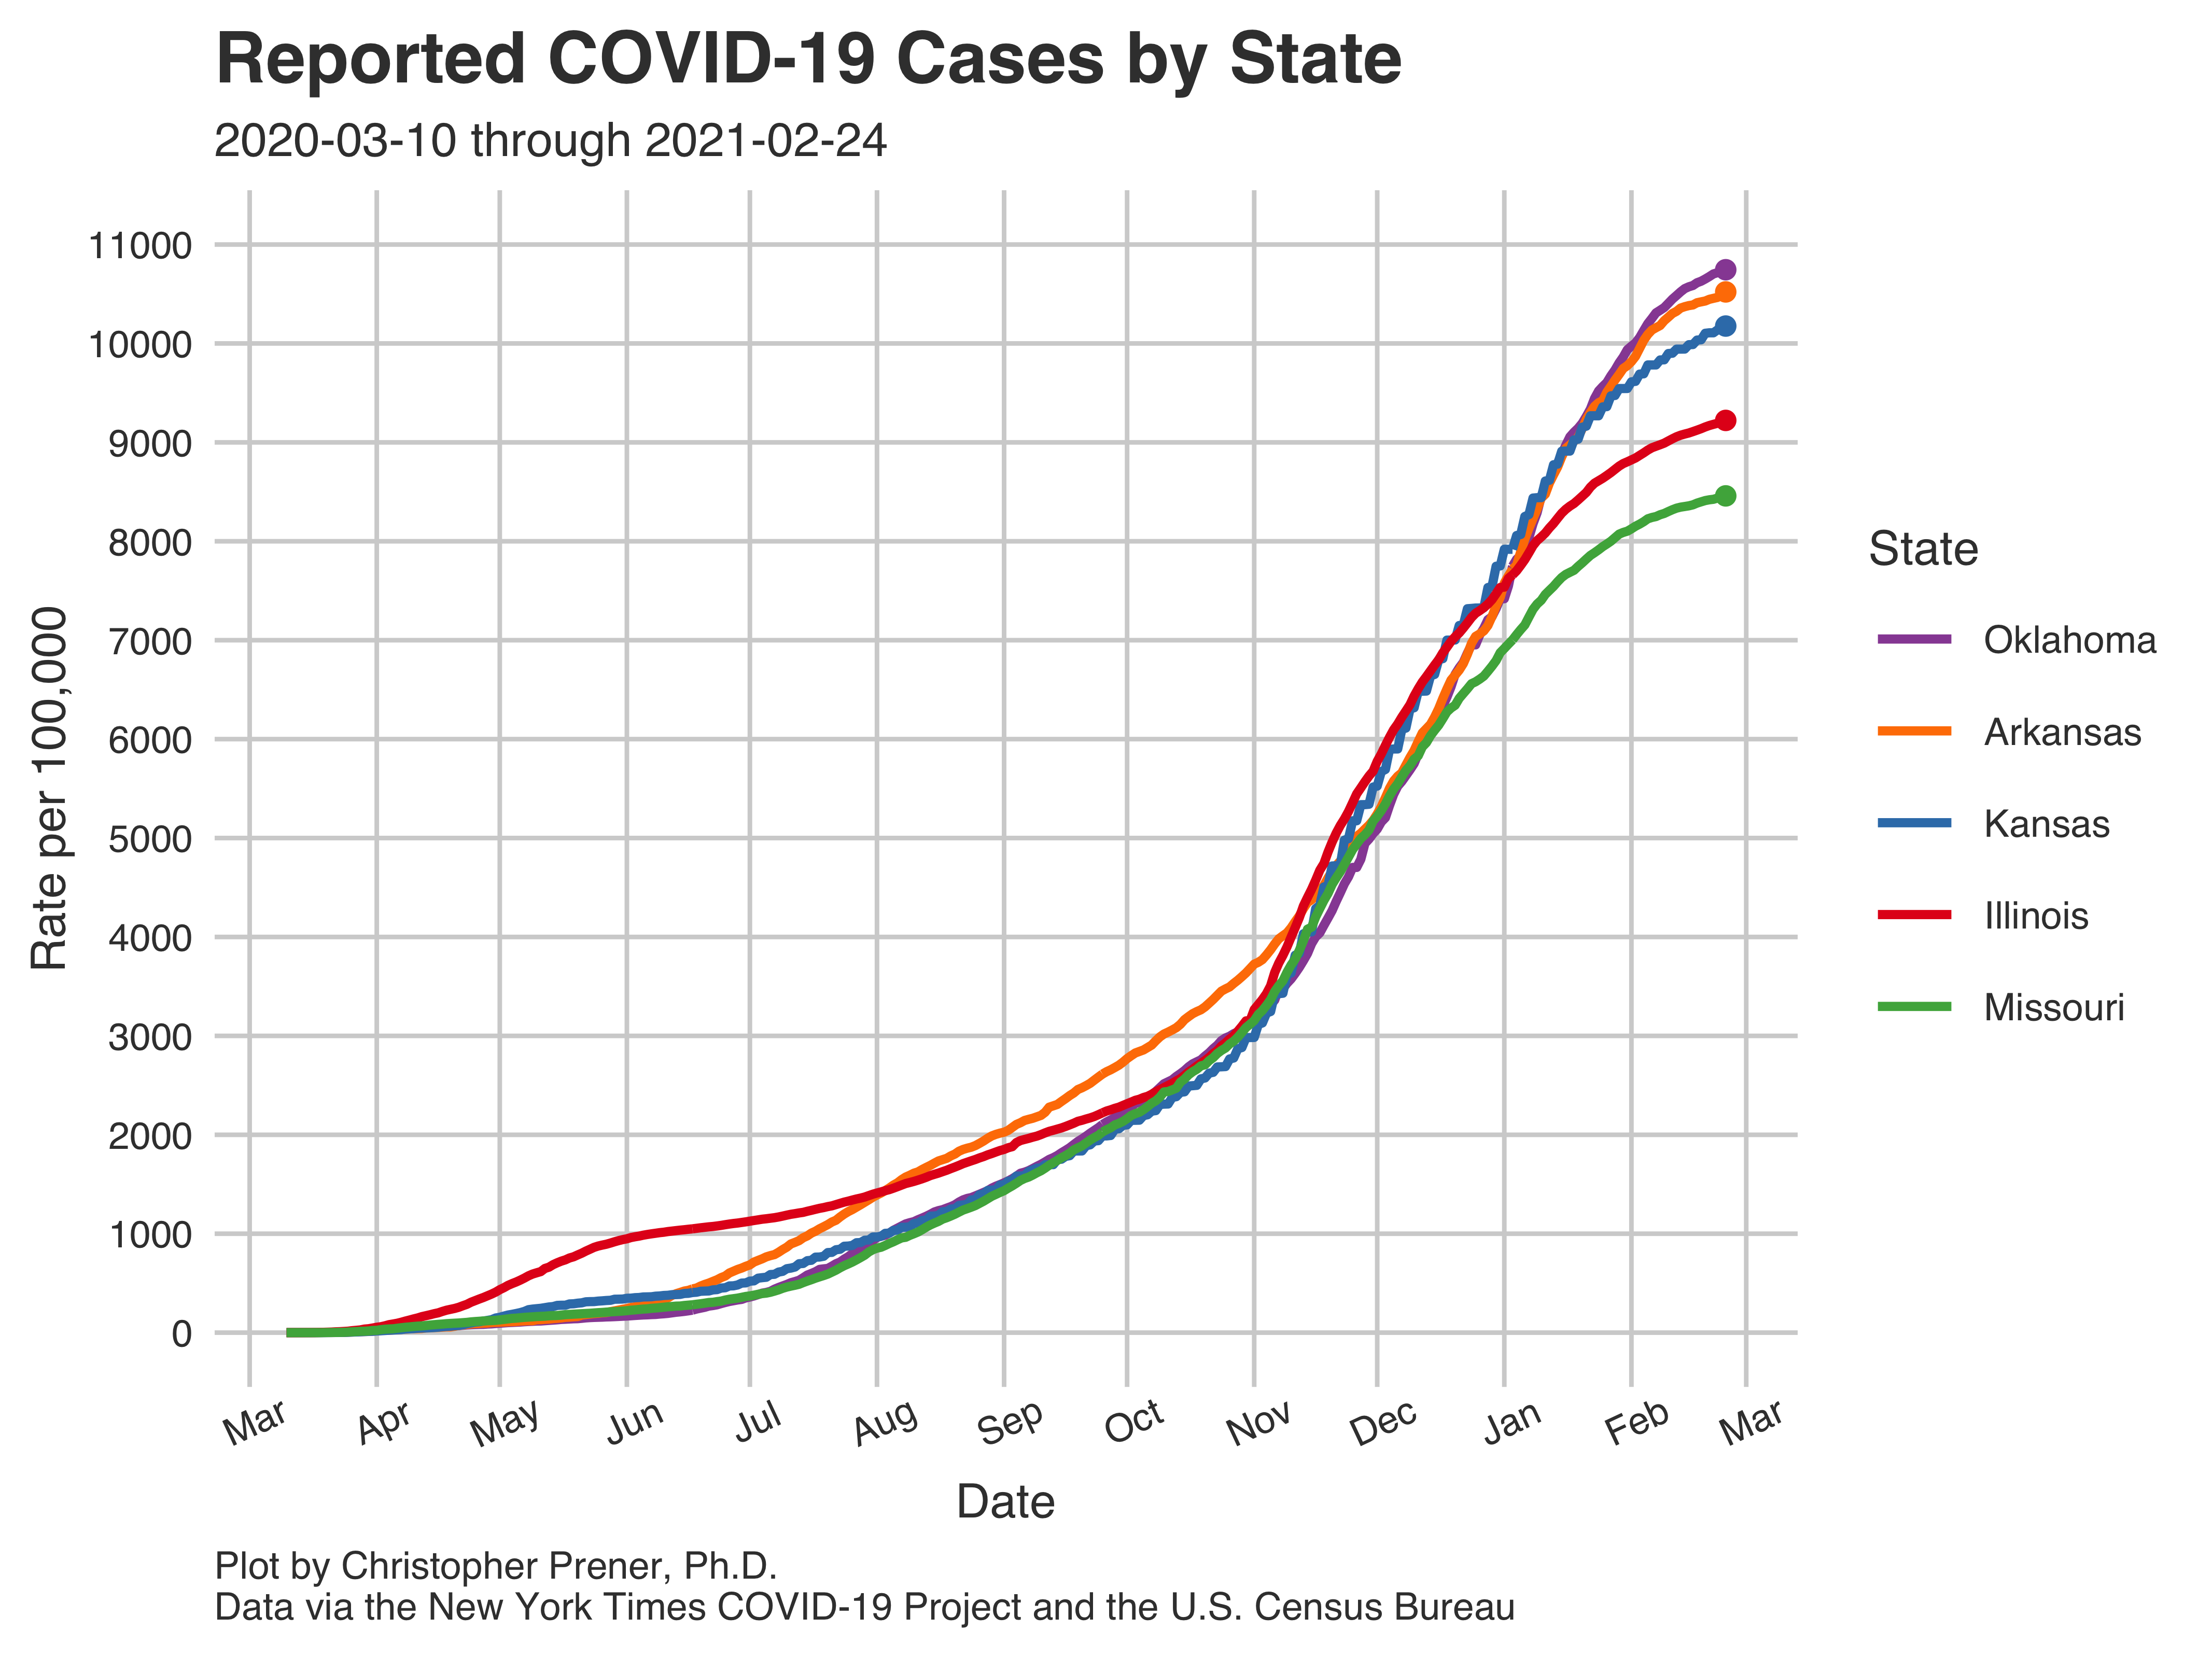 Reported COVID-19 Cases by State
2020-03-10 through 2021-02-24
11000
10000
9000
8000
7000
6000
5000
4000
3000
2000
1000
0
Rate per 100,000
Mar Apr May Jun Jul Aug Sep Oct Nov Dec Jan Feb Mar
Date
State
Oklahoma
Arkansas
Kansas
Illinois
Missouri
Plot by Christopher Prener, Ph.D.
Data via the New York Times COVID-19 Project and the U.S. Census Bureau